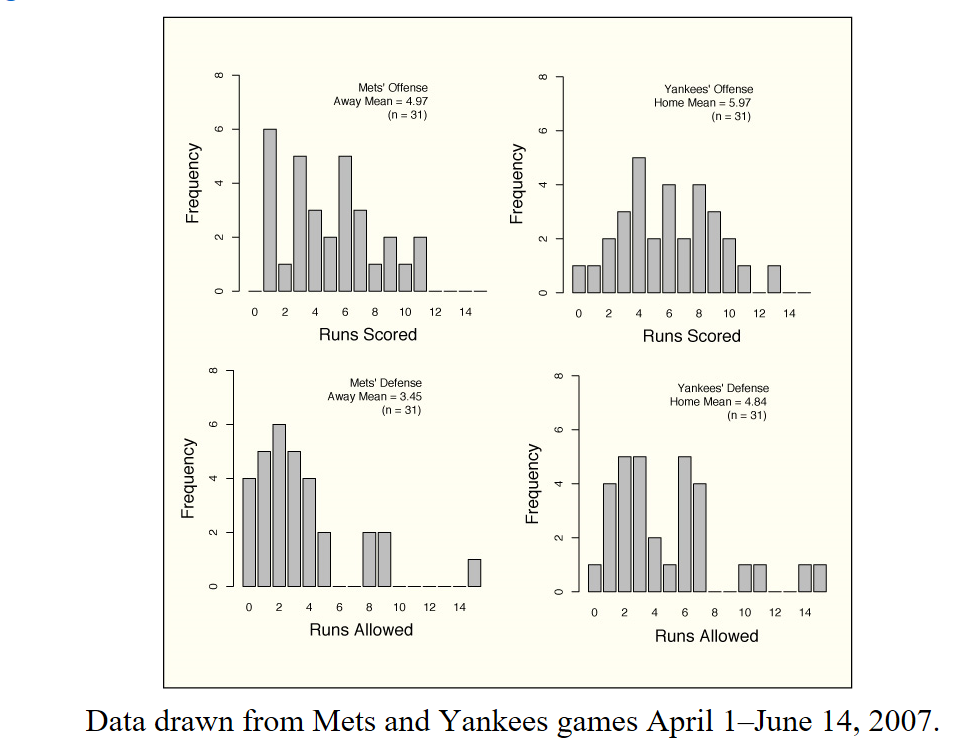 Mets' Offense
Away Mean = 4.97
(n = 31)
Frequency
0 2 4 6 8
0 2 4 6 8 10 12 14
Runs Scored
Yankees' Offense
Home Mean = 5.97
(n = 31)
Frequency
0 2 4 6 8
0 2 4 6 8 10 12 14
Runs Scored
Mets' Defense
Away Mean = 3.45
(n = 31)
Frequency
0 2 4 6 8
0 2 4 6 8 10 12 14
Runs Allowed
Yankees' Defense
Home Mean = 4.84
(n = 31)
Frequency
0 2 4 6 8
0 2 4 6 8 10 12 14
Runs Allowed
Data drawn from Mets and Yankees games April 1–June 14, 2007.